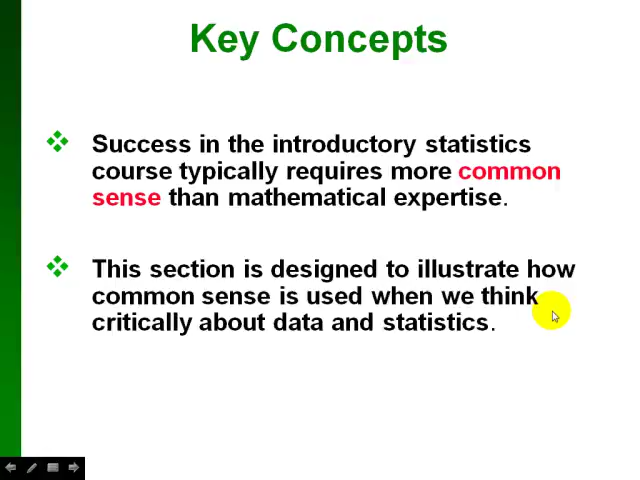 Key Concepts
Success in the introductory statistics
course typically requires more common
sense than mathematical expertise.
This section is designed to illustrate how
common sense is used when we think
critically about data and statistics.